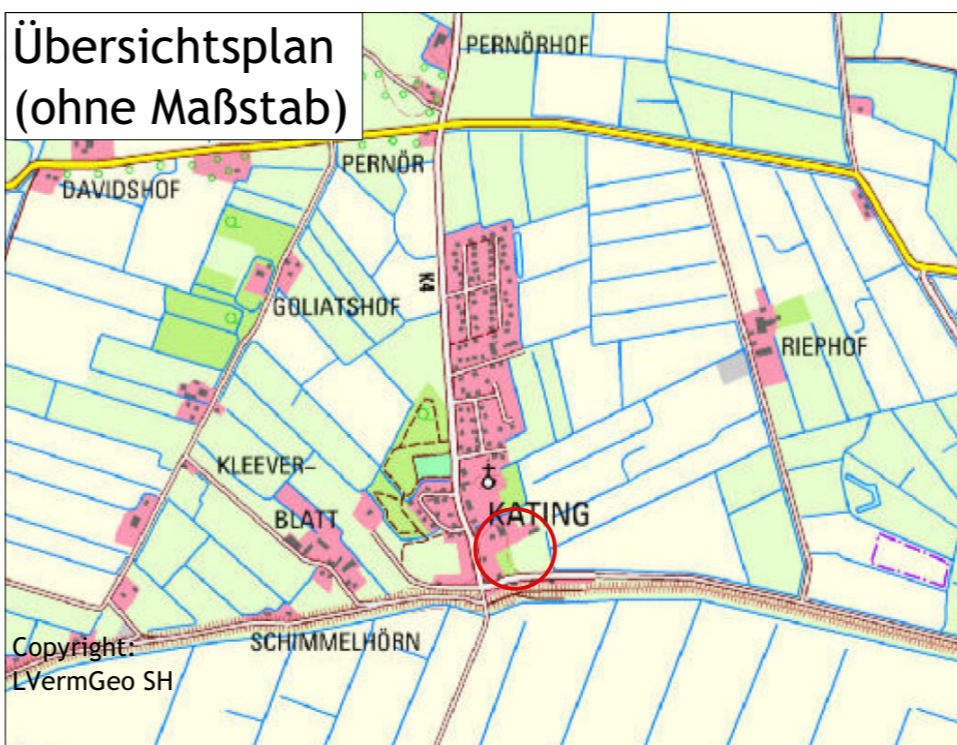 Übersichtsplan
(ohne Maßstab)
PERNÖRHOF
PERNÖR
DAVIDSHOF
K4
GOLIATSHOF
RIEPHOF
KLEEVER-
BLATT
KATING
SCHIMMELHÖRN
Copyright:
LVermGeo SH